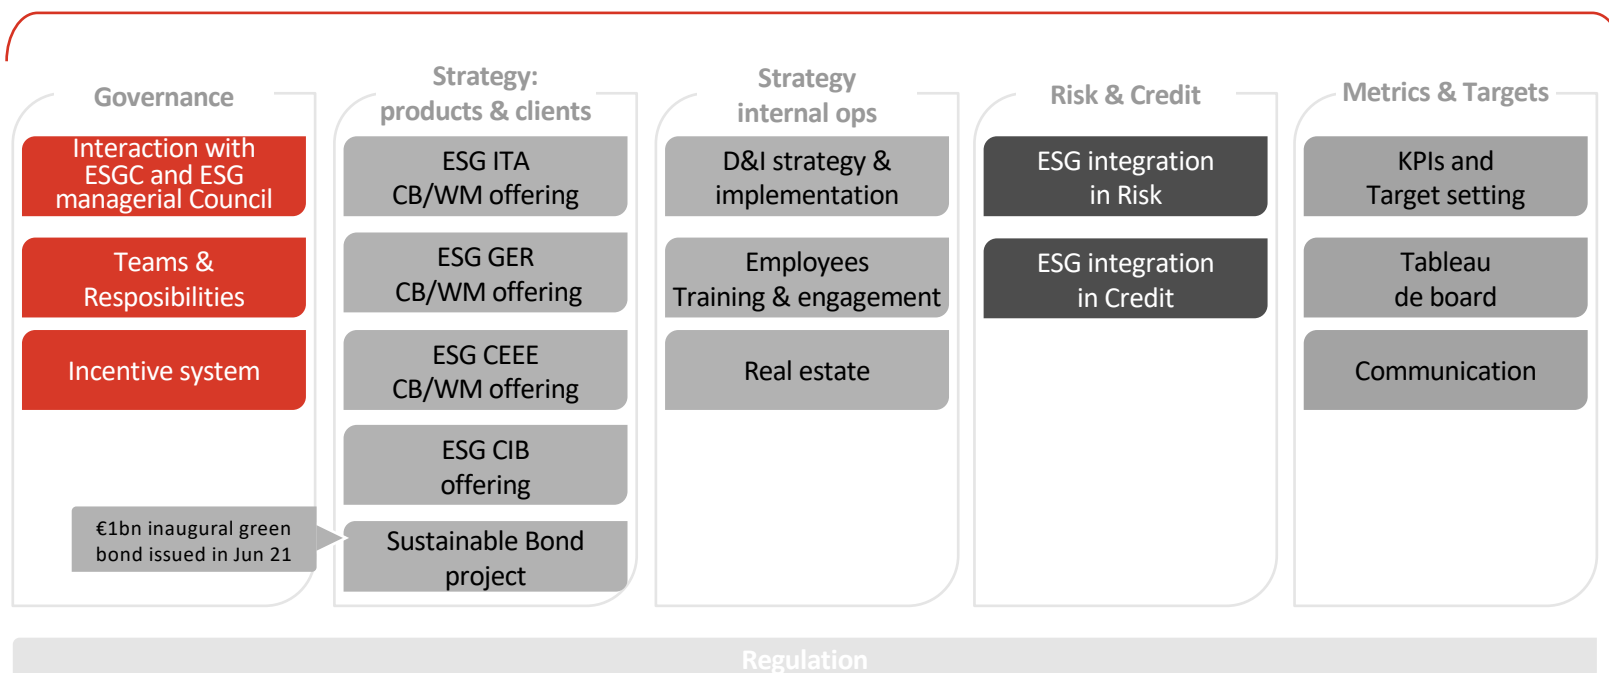 Governance
Interaction with
ESGC and ESG
managerial Council
Teams &
Resposibilities
Incentive system
Strategy:
products & clients
ESG ITA
CB/WM offering
ESG GER
CB/WM offering
ESG CEEE
CB/WM offering
ESG CIB
offering
€1bn inaugural green
bond issued in Jun 21
Sustainable Bond
project
Strategy
internal ops
D&I strategy &
implementation
Employees
Training & engagement
Real estate
Risk & Credit
ESG integration
in Risk
ESG integration
in Credit
Metrics & Targets
KPIs and
Target setting
Tableau
de board
Communication
Regulation